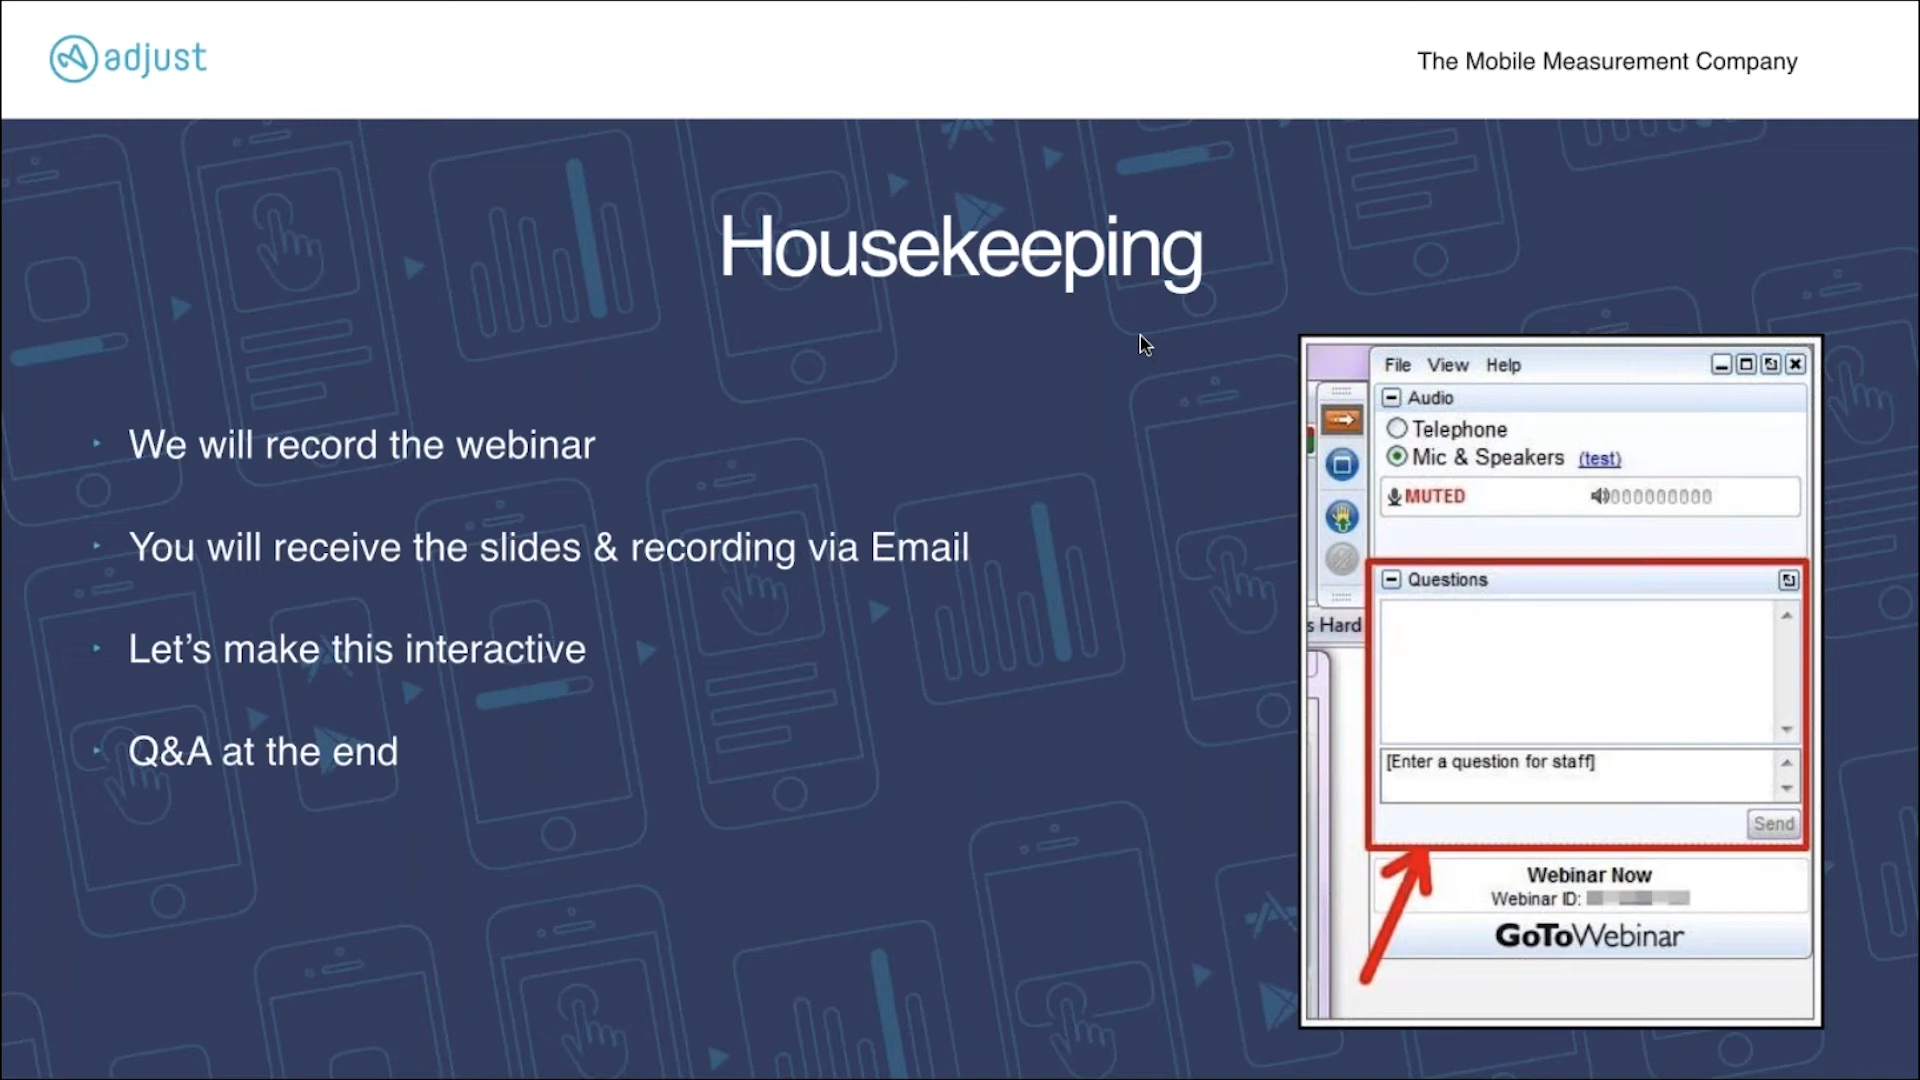 adjust
The Mobile Measurement Company
Housekeeping
We will record the webinar
You will receive the slides & recording via Email
Let’s make this interactive
Q&A at the end
File View Help
Audio
Telephone
Mic & Speakers (test)
MUTED
Questions
s Hard
[Enter a question for staff]
Send
Webinar Now
Webinar ID:
GoToWebinar